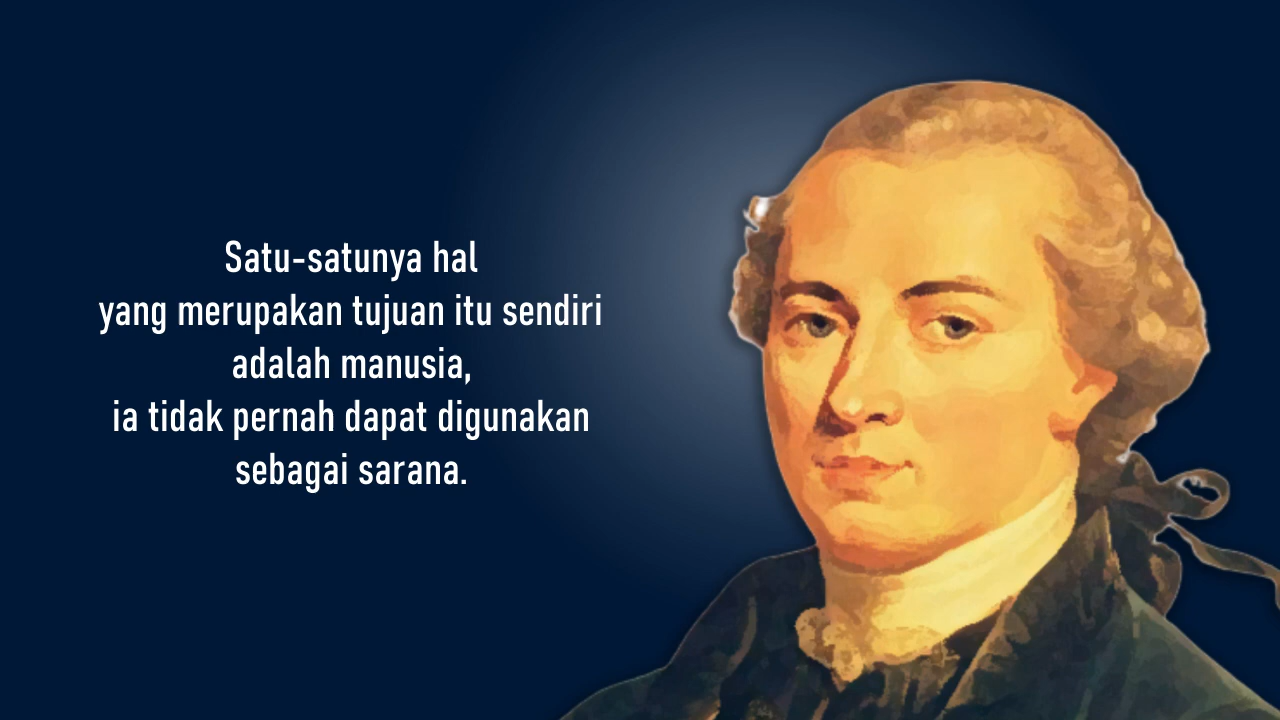 Satu-satunya hal
yang merupakan tujuan itu sendiri
adalah manusia,
ia tidak pernah dapat digunakan
sebagai sarana.